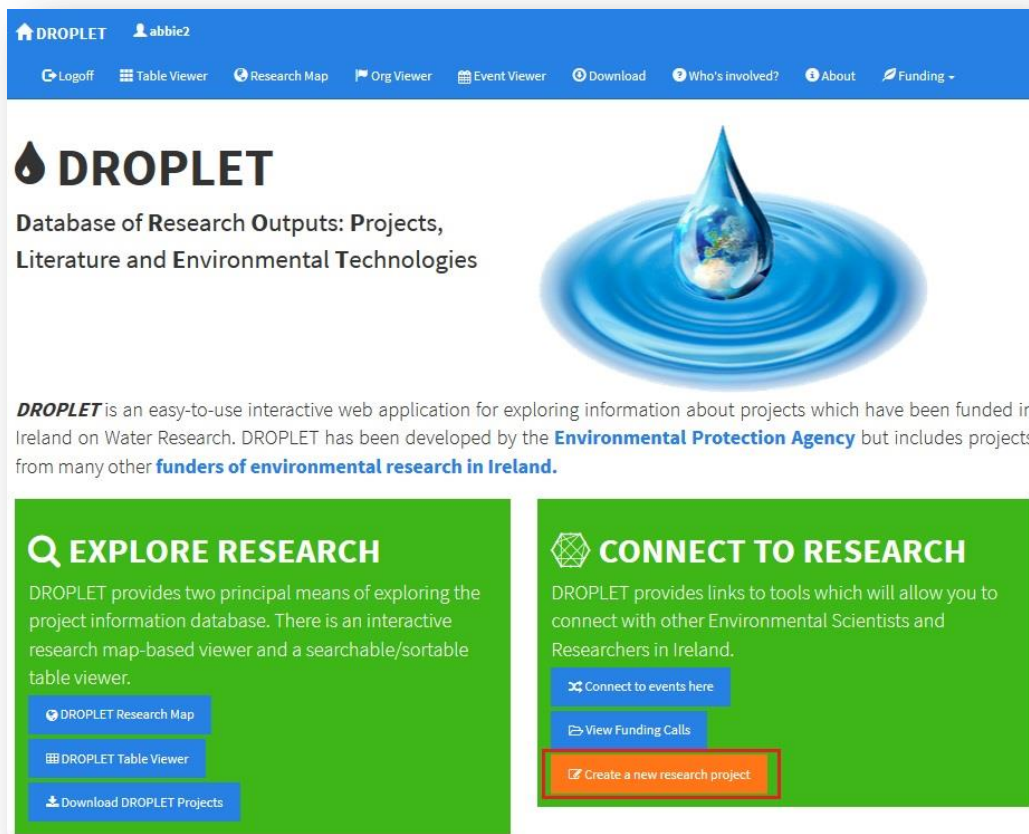 DROPLET abbie2
Logoff Table Viewer Research Map Org Viewer Event Viewer Download Who's involved? About Funding
DROPLET
Database of Research Outputs: Projects,
Literature and Environmental Technologies
DROPLET is an easy-to-use interactive web application for exploring information about projects which have been funded in
Ireland on Water Research. DROPLET has been developed by the Environmental Protection Agency but includes projects
from many other funders of environmental research in Ireland.
EXPLORE RESEARCH
DROPLET provides two principal means of exploring the
project information database. There is an interactive
research map-based viewer and a searchable/sortable
table viewer.
DROPLET Research Map
DROPLET Table Viewer
Download DROPLET Projects
CONNECT TO RESEARCH
DROPLET provides links to tools which will allow you to
connect with other Environmental Scientists and
Researchers in Ireland.
Connect to events here
View Funding Calls
Create a new research project